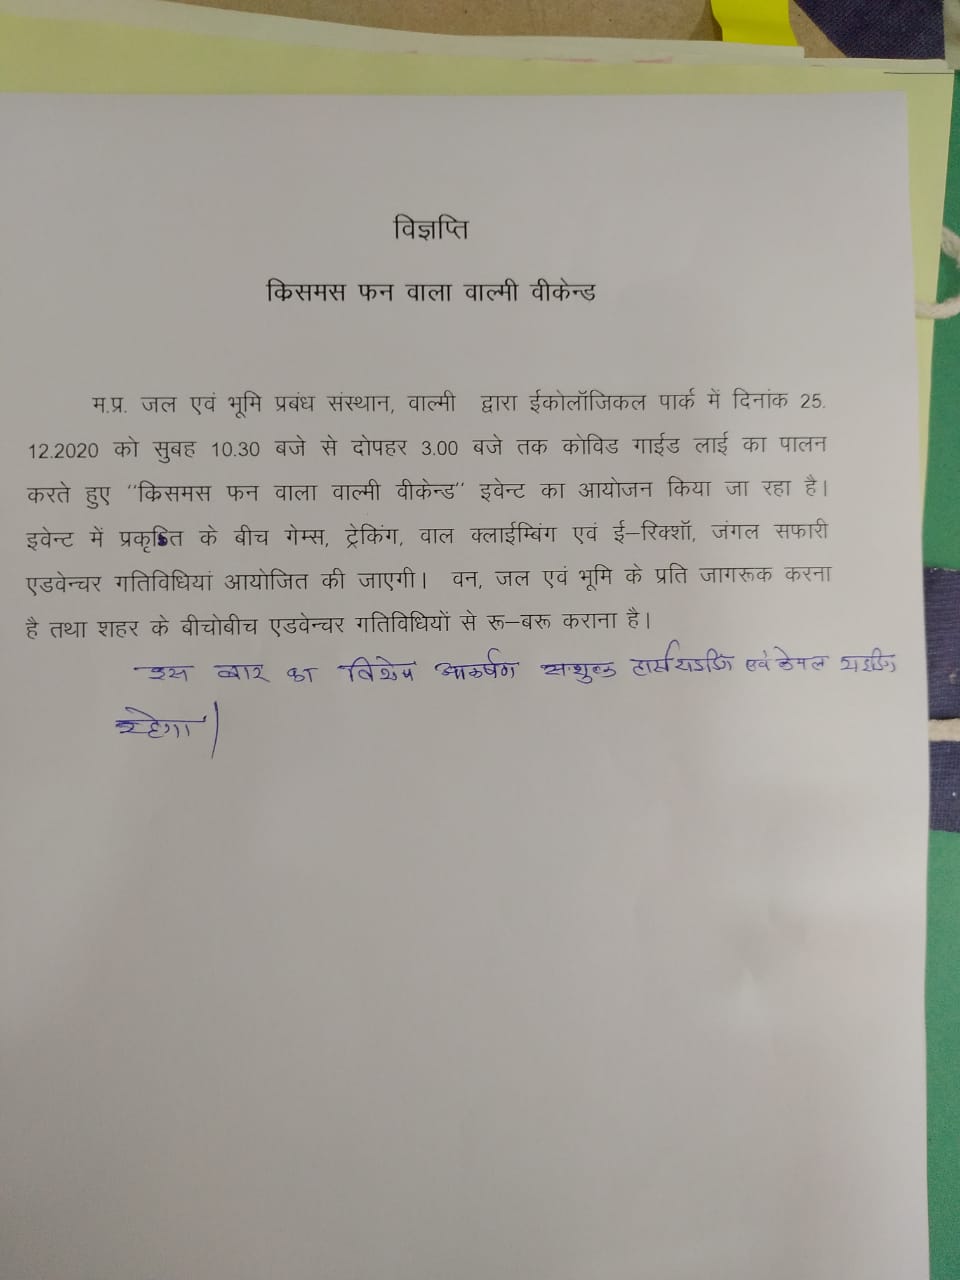 विज्ञप्ति
किसमस फन वाला वाल्मी वीकेन्ड
म.प्र. जल एवं भूमि प्रबंध संस्थान, वाल्मी द्वारा ईकोलॉजिकल पार्क में दिनांक 25.
12.2020 को सुबह 10.30 बजे से दोपहर 3.00 बजे तक कोविड गाईड लाई का पालन
करते हुए ‘‘किसमस फन वाला वाल्मी वीकेन्ड’’ इवेन्ट का आयोजन किया जा रहा है।
इवेन्ट में प्रकृति के बीच गेम्स, ट्रेकिंग, वाल क्लाईम्बिंग एवं ई–रिक्शॉ, जंगल सफारी
एडवेन्चर गतिविधियां आयोजित की जाएगी। वन, जल एवं भूमि के प्रति जागरूक करना
है तथा शहर के बीचोबीच एडवेन्चर गतिविधियों से रू–बरू कराना है।
इस बार का विशेष आकर्षण सःशुल्क हार्स राइडिंग एवं केमल राइडिंग
रहेगा।